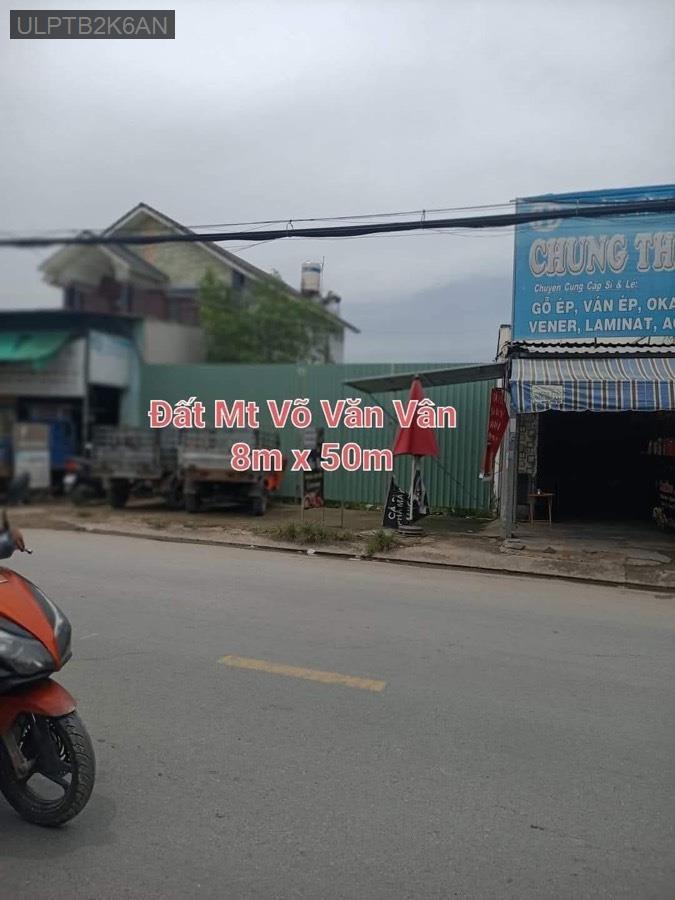 ULPTB2K6AN
CHUNG TH
Chuyên Cung Cấp Sỉ & Lẻ:
GỖ ÉP, VÁN ÉP, OKA
VENER, LAMINAT, AC
Đất Mt Võ Văn Vân
8m x 50m